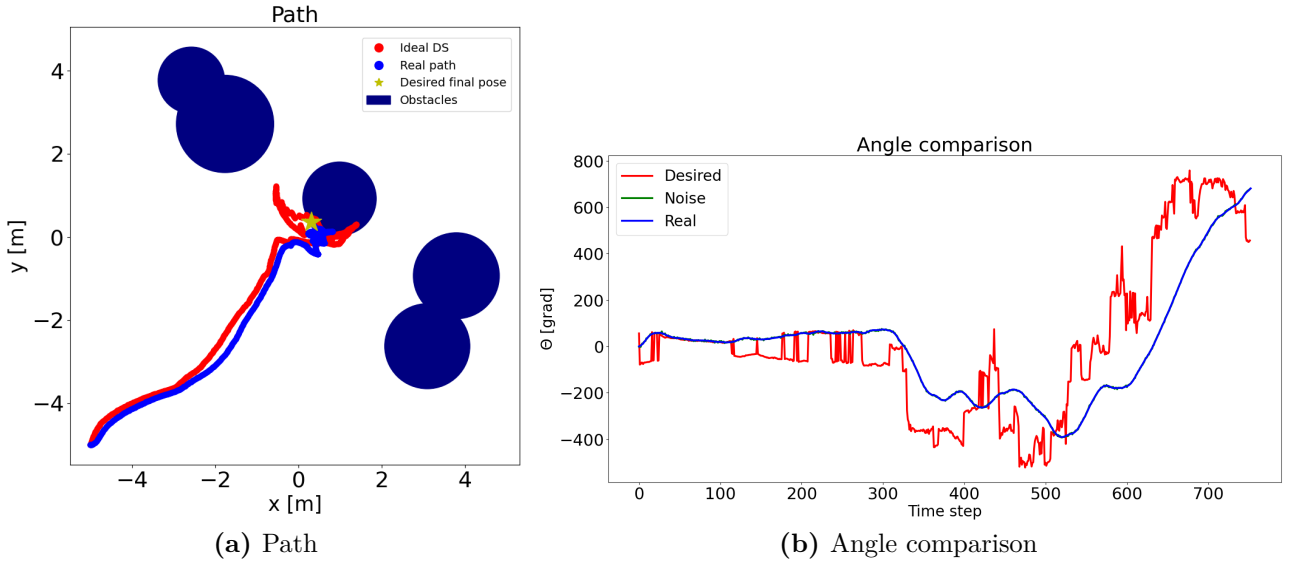 Path
Ideal DS
Real path
Desired final pose
Obstacles
y [m]
4
2
0
−2
−4
−4
−2
0
2
4
x [m]
(a) Path
Angle comparison
Desired
Noise
Real
Θ [grad]
800
600
400
200
0
−200
−400
0
100
200
300
400
500
600
700
Time step
(b) Angle comparison